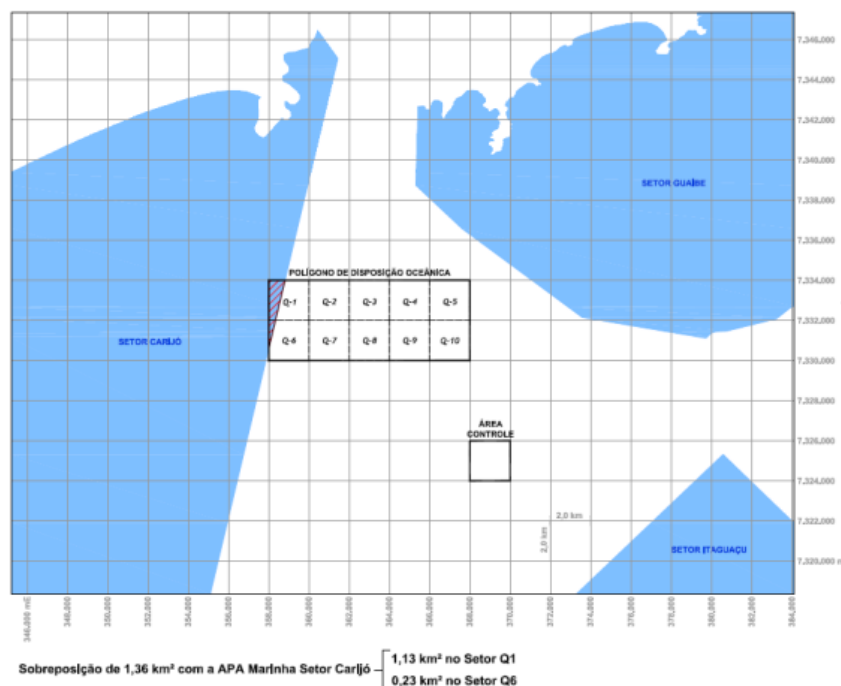 7,346,000
7,344,000
7,342,000
7,340,000
SETOR GUAÍBE
7,338,000
7,336,000
POLÍGONO DE DISPOSIÇÃO OCEÂNICA
7,334,000
Q-1 Q-2 Q-3 Q-4 Q-5
7,332,000
SETOR CARIJÓ
Q-6 Q-7 Q-8 Q-9 Q-10
7,330,000
7,328,000
ÁREA
CONTROLE
7,326,000
7,324,000
2,0 km
2,0 km
7,322,000
SETOR ITAGUAÇU
7,320,000 m
346,000 mE
348,000
350,000
352,000
354,000
356,000
358,000
360,000
362,000
364,000
366,000
368,000
370,000
372,000
374,000
376,000
378,000
380,000
382,000
384,000
Sobreposição de 1,36 km² com a APA Marinha Setor Carijó
1,13 km² no Setor Q1
0,23 km² no Setor Q6